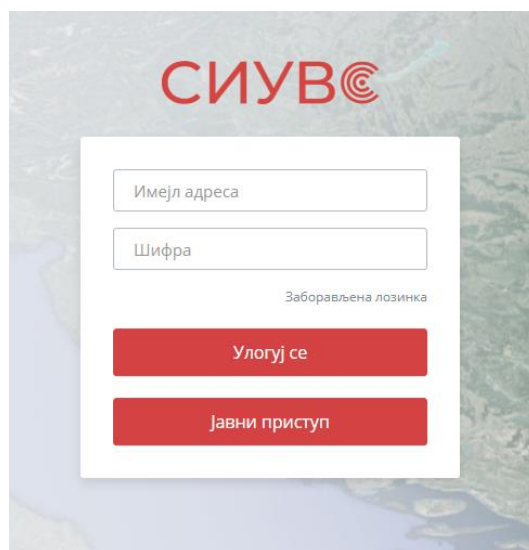 СИУВС
Имејл адреса
Шифра
Заборављена лозинка
Улогуј се
Јавни приступ